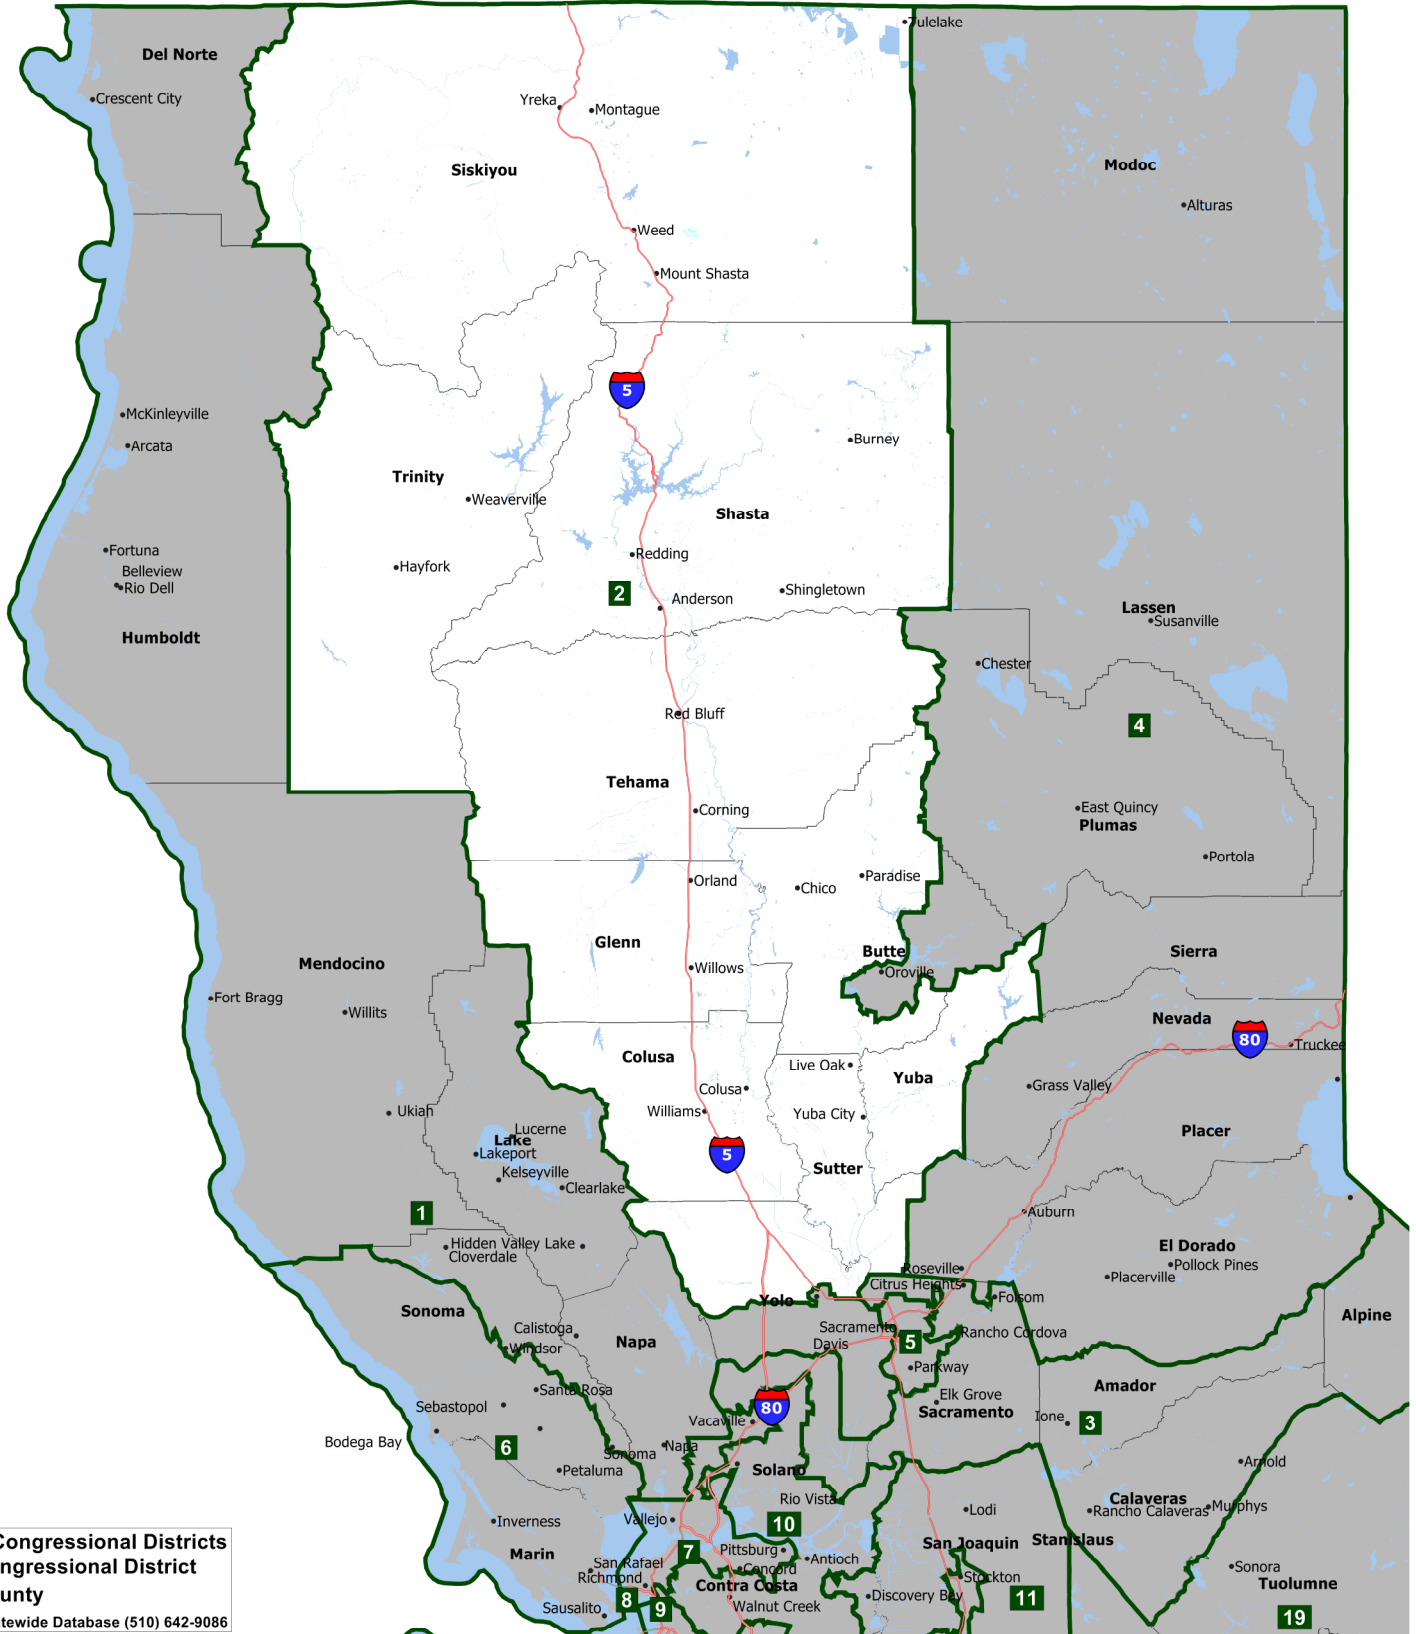 Tulelake
Del Norte
Crescent City
Yreka
Montague
Siskiyou
Modoc
Alturas
Weed
Mount Shasta
5
McKinleyville
Arcata
Burney
Trinity
Weaverville
Shasta
Fortuna
Redding
Belleview
Hayfork
Rio Dell
2
Shingletown
Anderson
Lassen
Susanville
Humboldt
Chester
Red Bluff
4
Tehama
Corning
East Quincy
Plumas
Portola
Orland
Chico
Paradise
Glenn
Butte
Sierra
Mendocino
Willows
Oroville
Fort Bragg
Willits
Nevada
80
Truckee
Colusa
Live Oak
Yuba
Grass Valley
Colusa
Ukiah
Williams
Yuba City
Lucerne
Lake
Lakeport
5
Placer
Kelseyville
Sutter
Clearlake
1
Auburn
Hidden Valley Lake
Cloverdale
El Dorado
Pollock Pines
Roseville
Placerville
Citrus Heights
Yolo
Folsom
Sonoma
Alpine
Calistoga
Napa
Sacramento
Rancho Cordova
Windsor
Davis
5
Parkway
Santa Rosa
Amador
Elk Grove
Sebastopol
80
Sacramento
Ione
3
Vacaville
Bodega Bay
6
Sonoma
Napa
Petaluma
Solano
Arnold
Rio Vista
Calaveras
Rancho Calaveras
Murphys
Inverness
Vallejo
10
Lodi
Congressional Districts
San Joaquin
Stanislaus
Marin
7
Pittsburg
Antioch
ngressional District
San Rafael
Concord
Sonora
Richmond
Contra Costa
Stockton
Tuolumne
unty
8
9
Walnut Creek
Discovery Bay
11
Sausalito
19
atewide Database (510) 642-9086